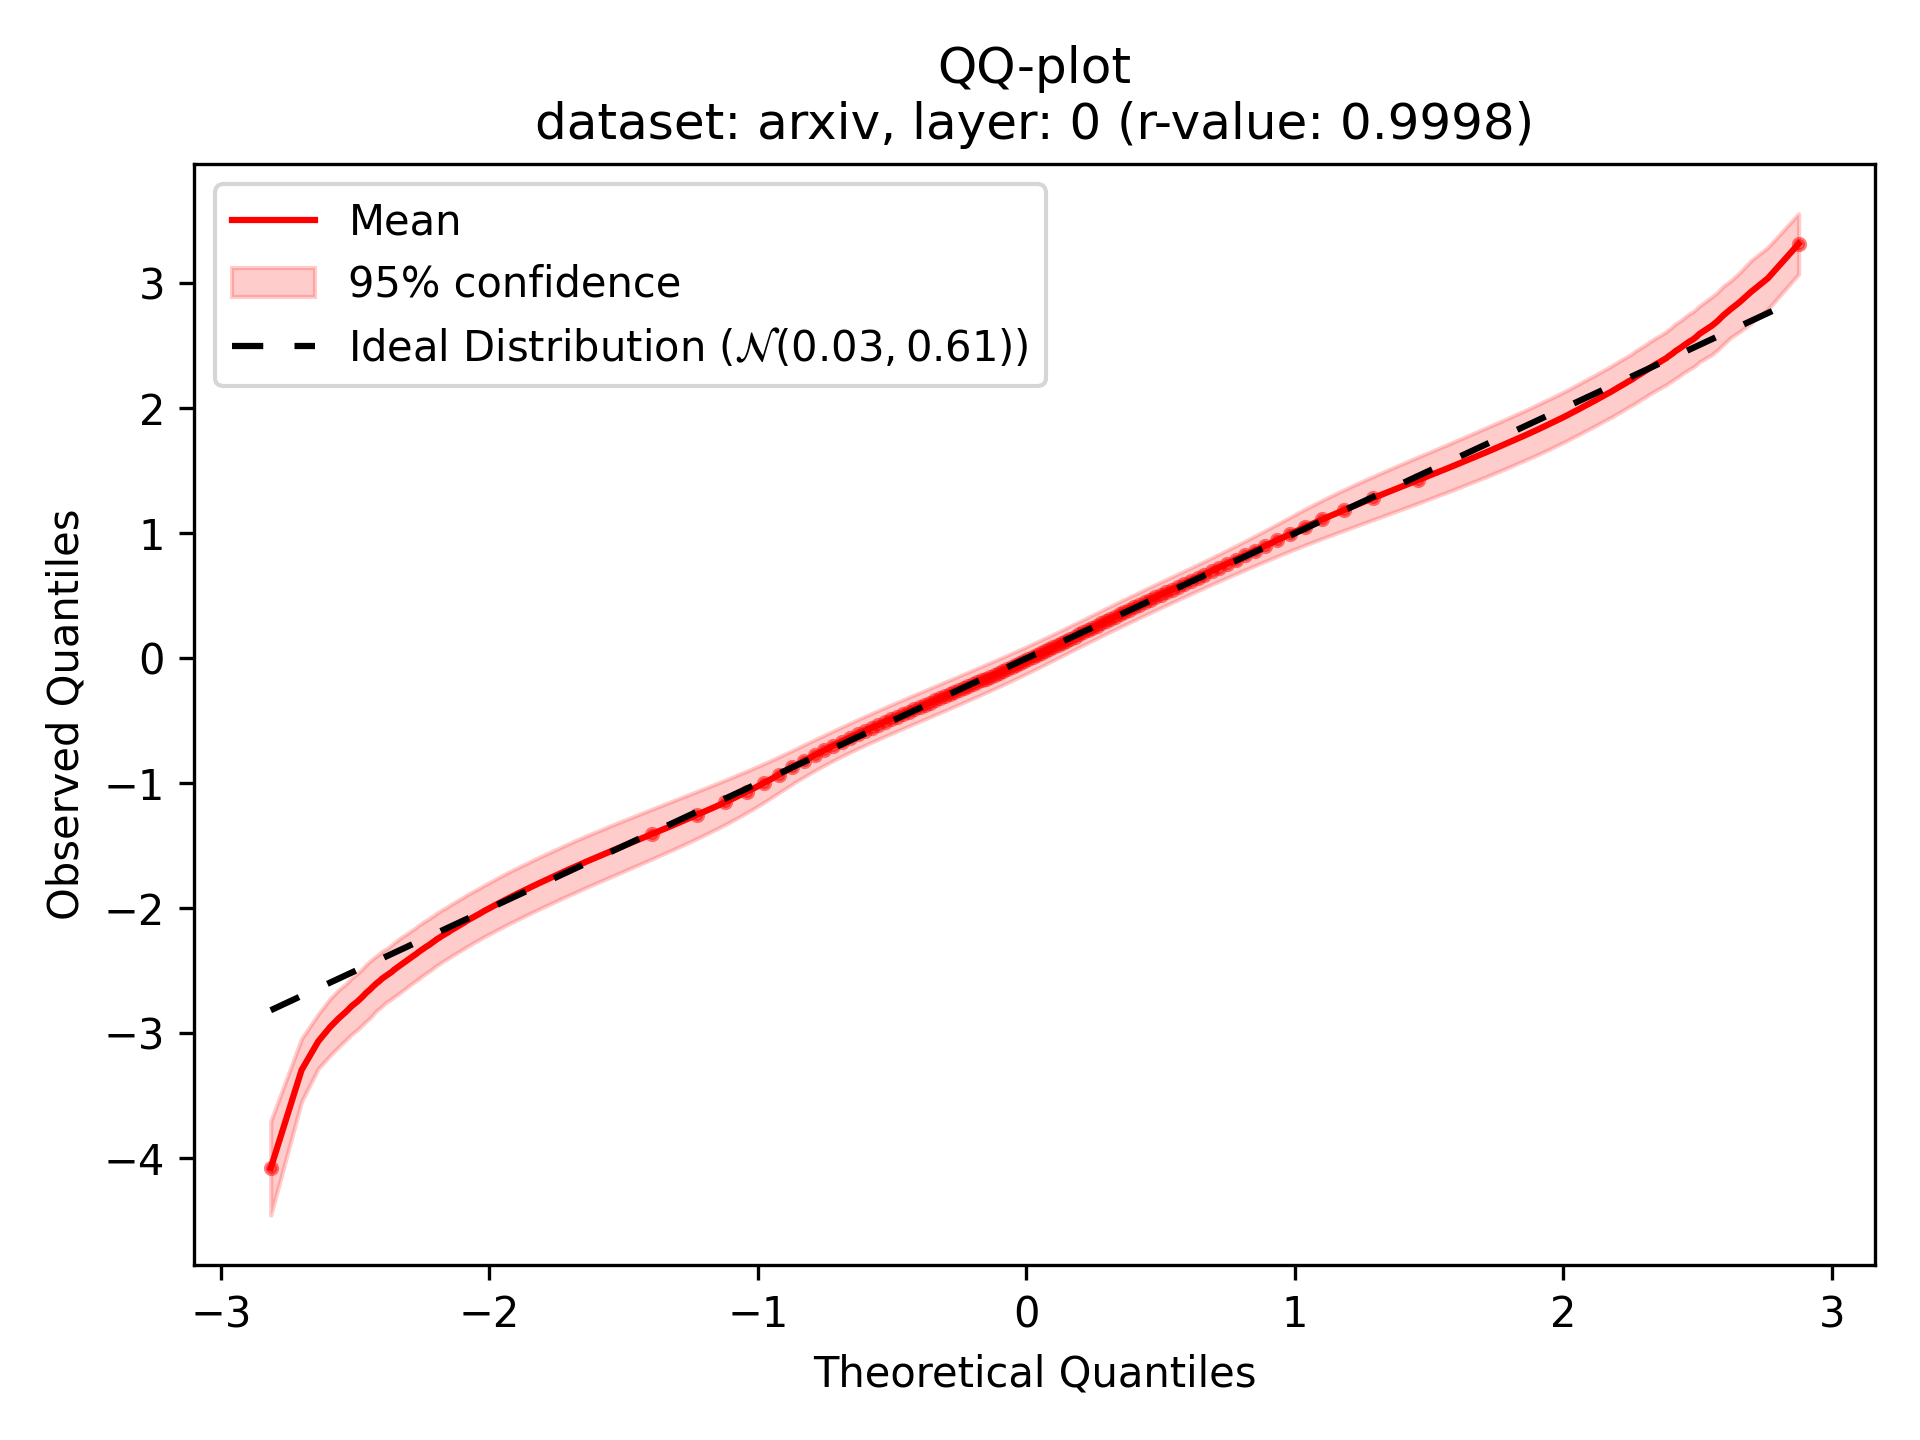 QQ-plot
dataset: arxiv, layer: 0 (r-value: 0.9998)
Mean
95% confidence
Ideal Distribution (𝒩(0.03, 0.61))
3
2
1
0
−1
−2
−3
−4
Observed Quantiles
−3 −2 −1 0 1 2 3
Theoretical Quantiles